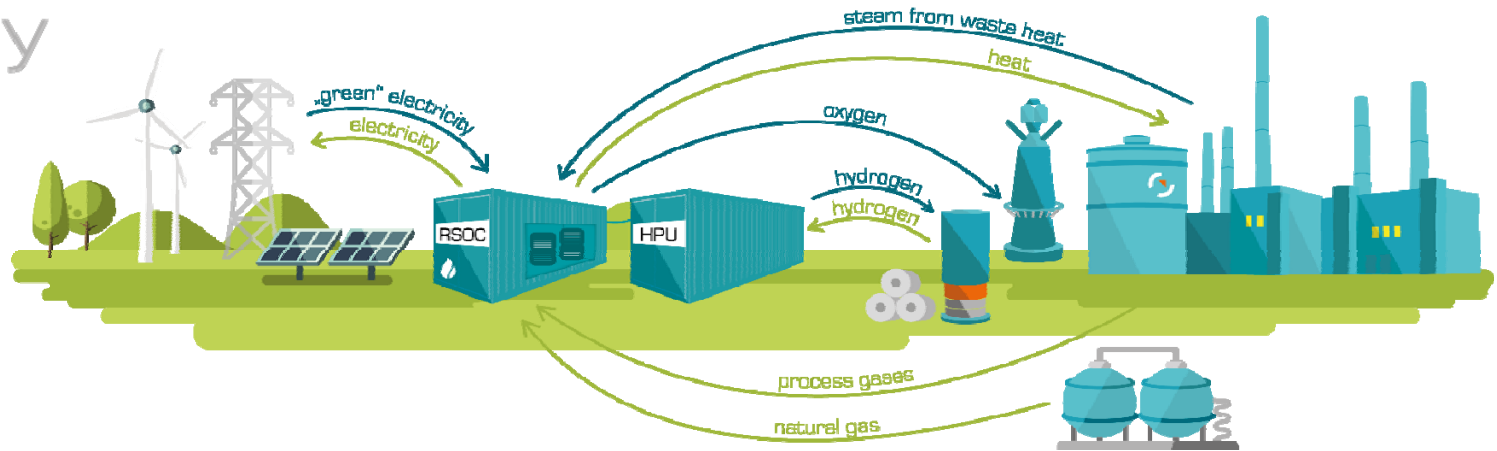 y
steam from waste heat
heat
„green“ electricity
electricity
oxygen
hydrogen
hydrogen
RSOC
HPU
process gases
natural gas